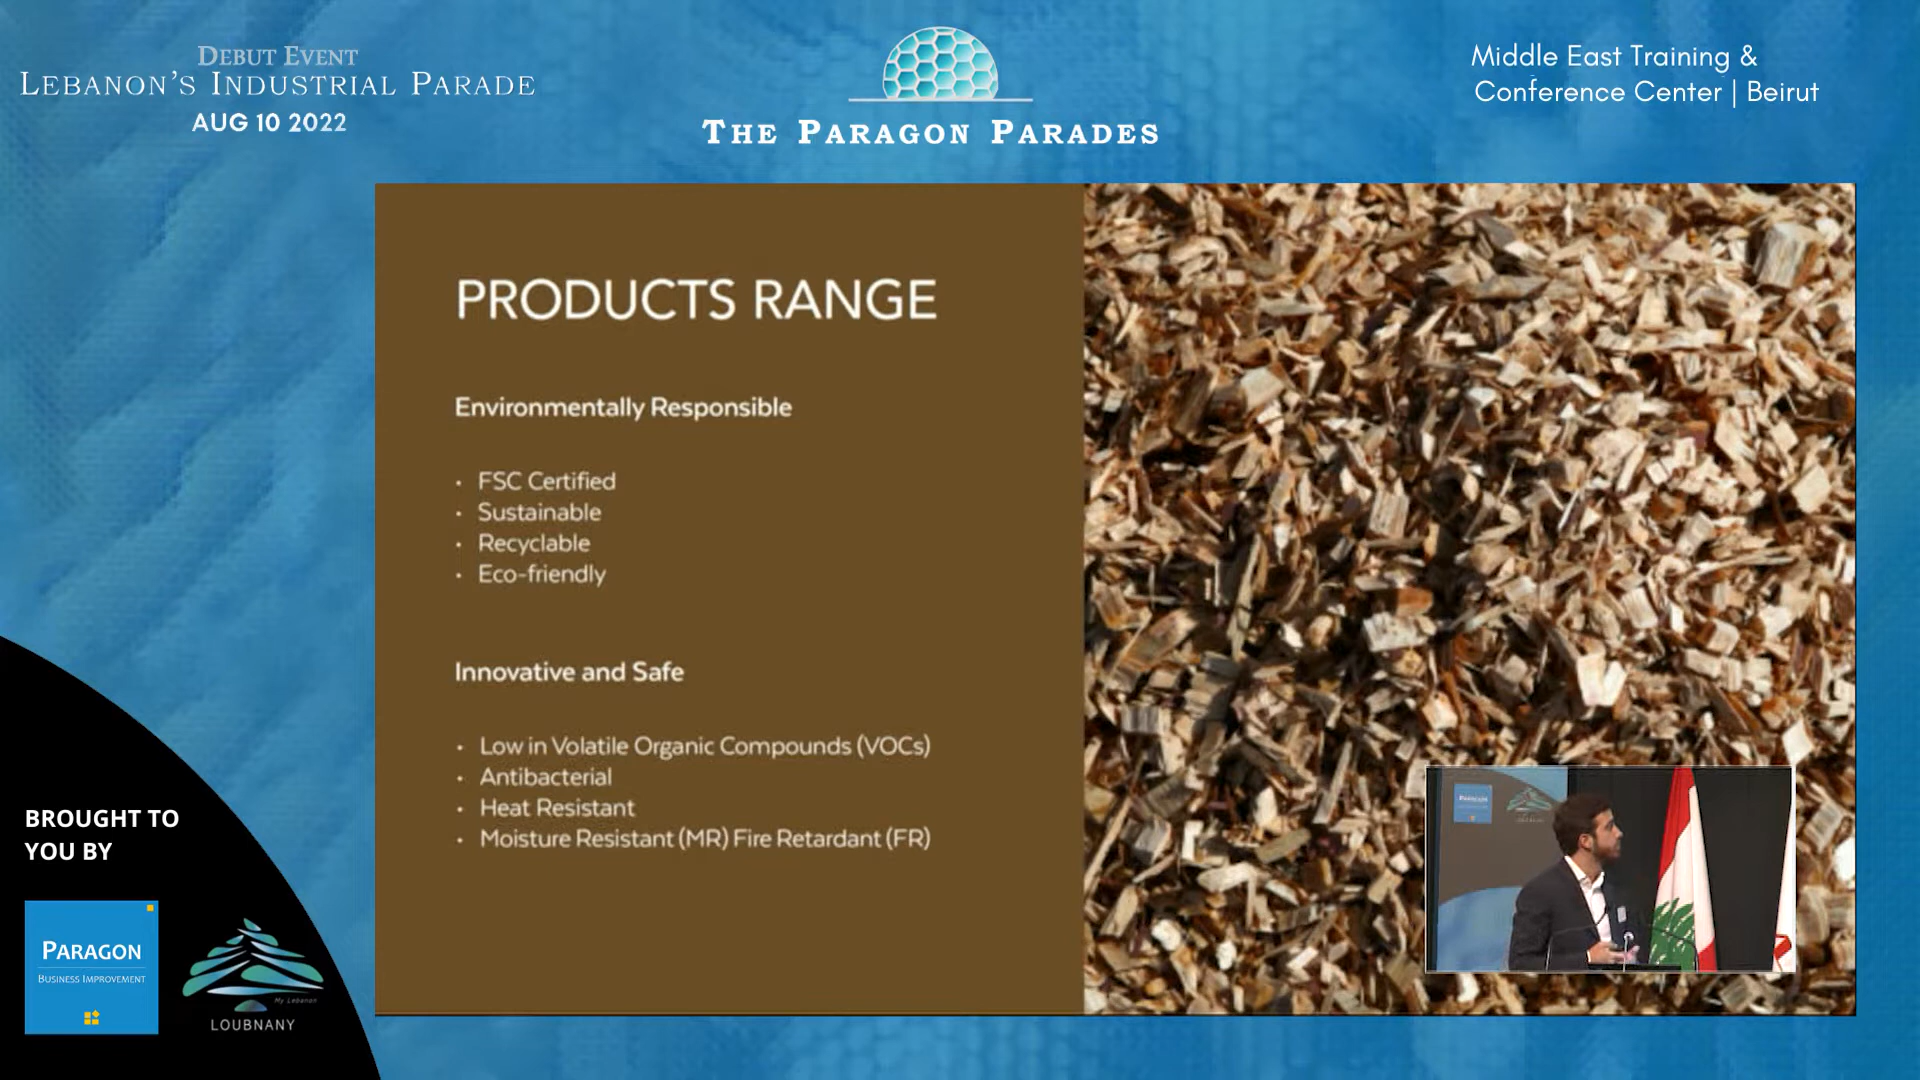 DEBUT EVENT
LEBANON'S INDUSTRIAL PARADE
AUG 10 2022
THE PARAGON PARADES
Middle East Training &
Conference Center | Beirut
PRODUCTS RANGE
Environmentally Responsible
• FSC Certified
• Sustainable
• Recyclable
• Eco-friendly
Innovative and Safe
• Low in Volatile Organic Compounds (VOCs)
• Antibacterial
• Heat Resistant
• Moisture Resistant (MR) Fire Retardant (FR)
BROUGHT TO
YOU BY
PARAGON
BUSINESS IMPROVEMENT
My Lebanon
LOUBNANY
PARAGON